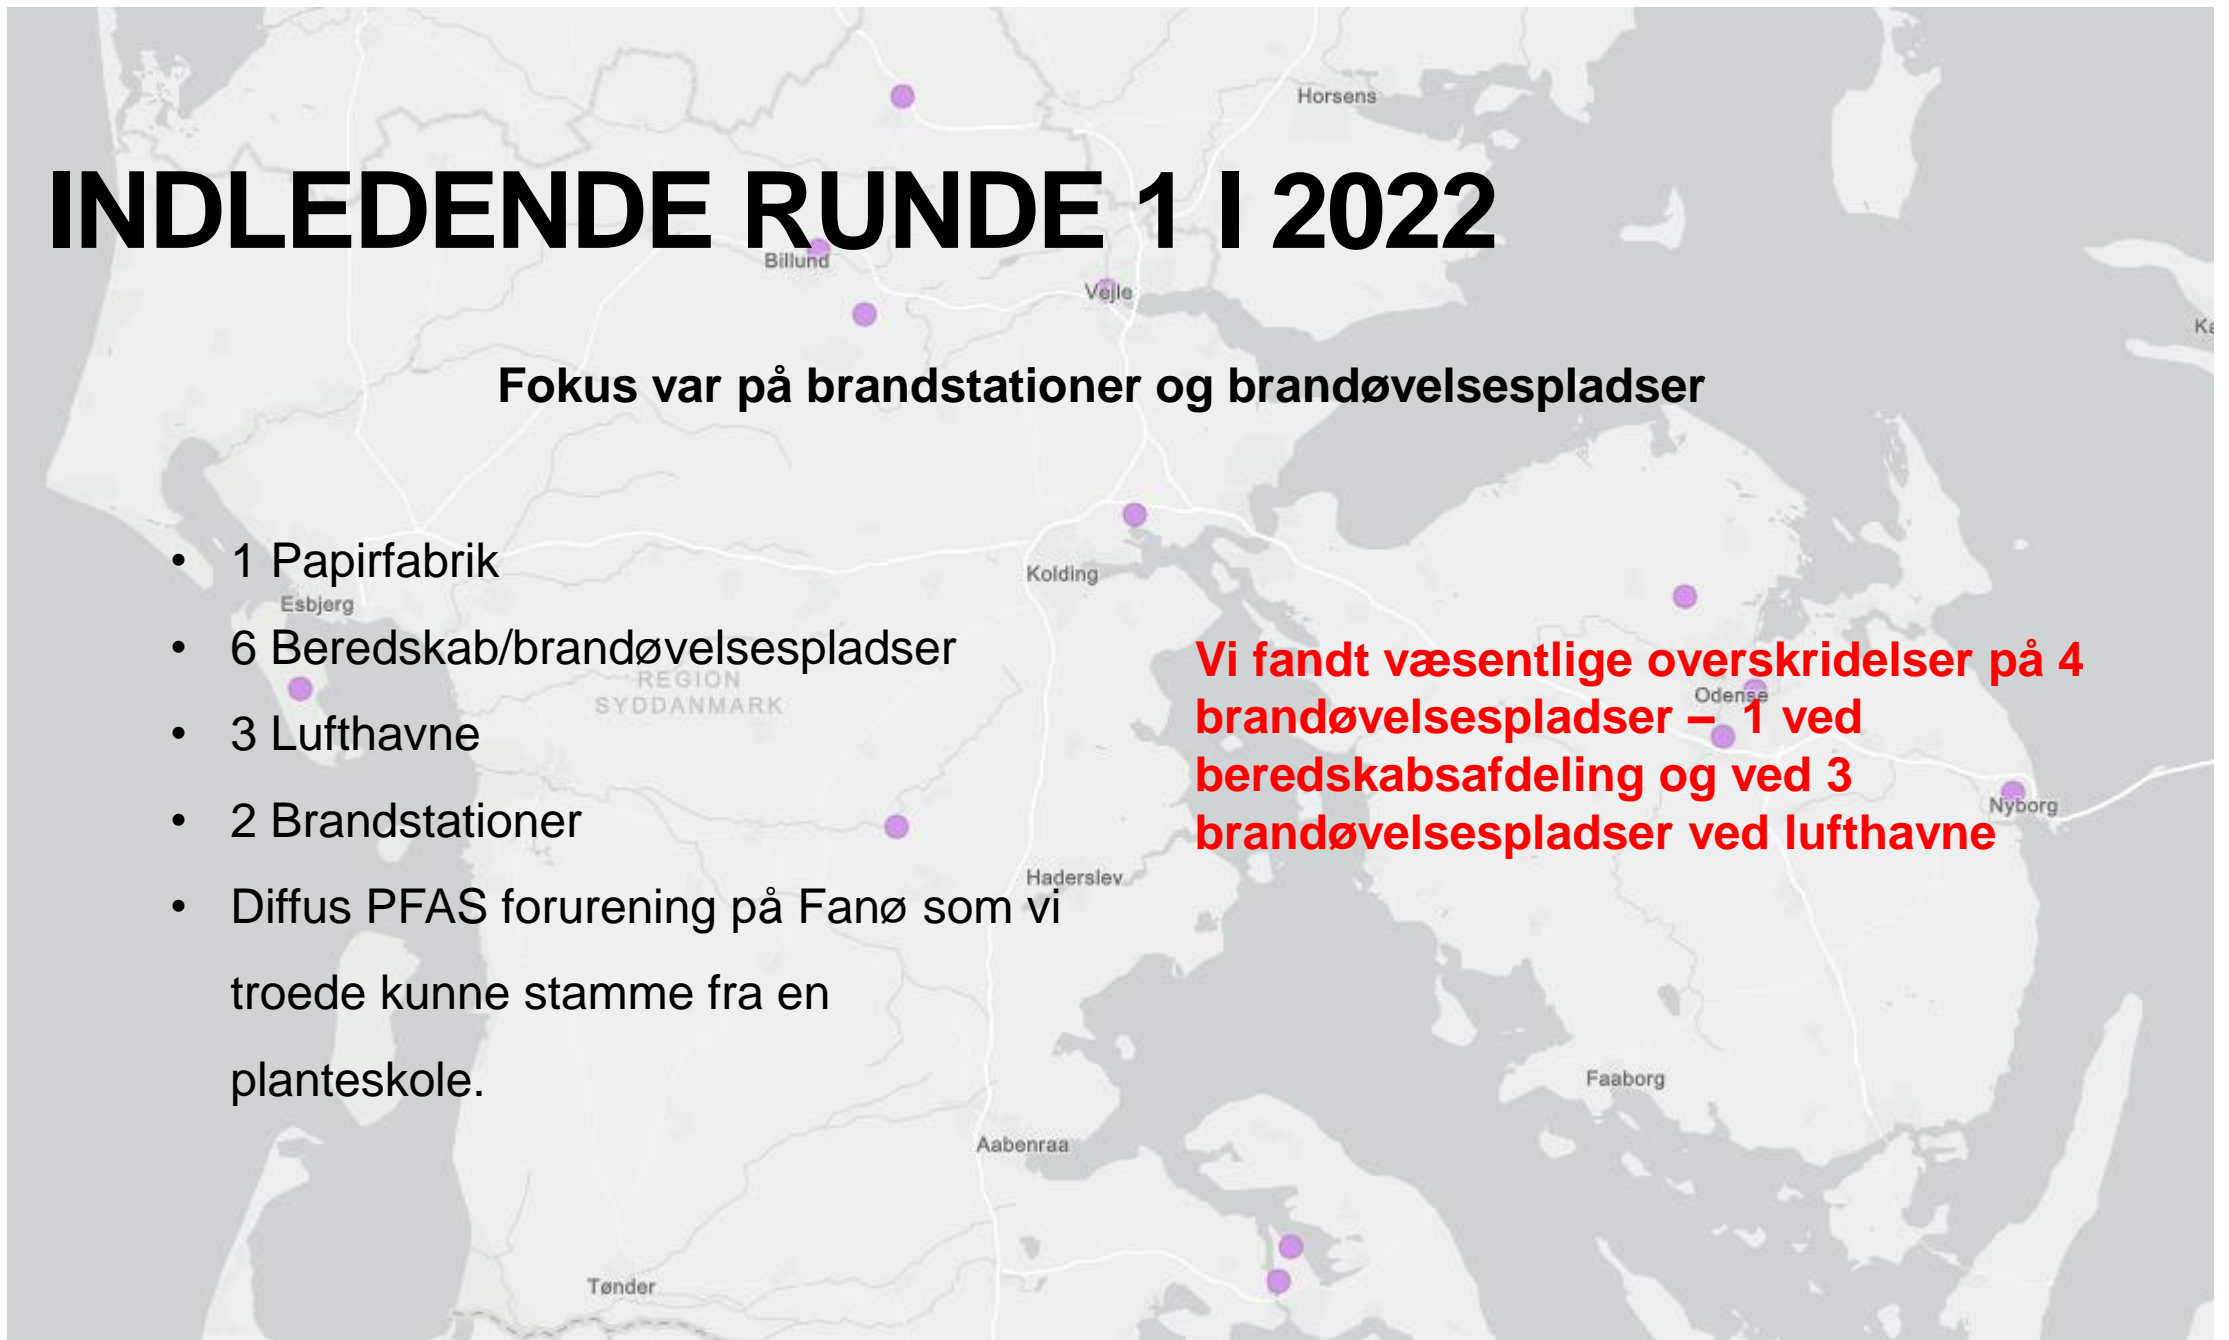 Horsens
INDLEDENDE RUNDE 1 I 2022
Billund
Vejle
Fokus var på brandstationer og brandøvelsespladser
• 1 Papirfabrik
Kolding
Esbjerg
• 6 Beredskab/brandøvelsespladser
REGION
SYDDANMARK
• 3 Lufthavne
• 2 Brandstationer
• Diffus PFAS forurening på Fanø som vi
troede kunne stamme fra en
planteskole.
Vi fandt væsentlige overskridelser på 4
brandøvelsespladser – 1 ved
beredskabsafdeling og ved 3
brandøvelsespladser ved lufthavne
Odense
Nyborg
Haderslev
Faaborg
Aabenraa
Tønder